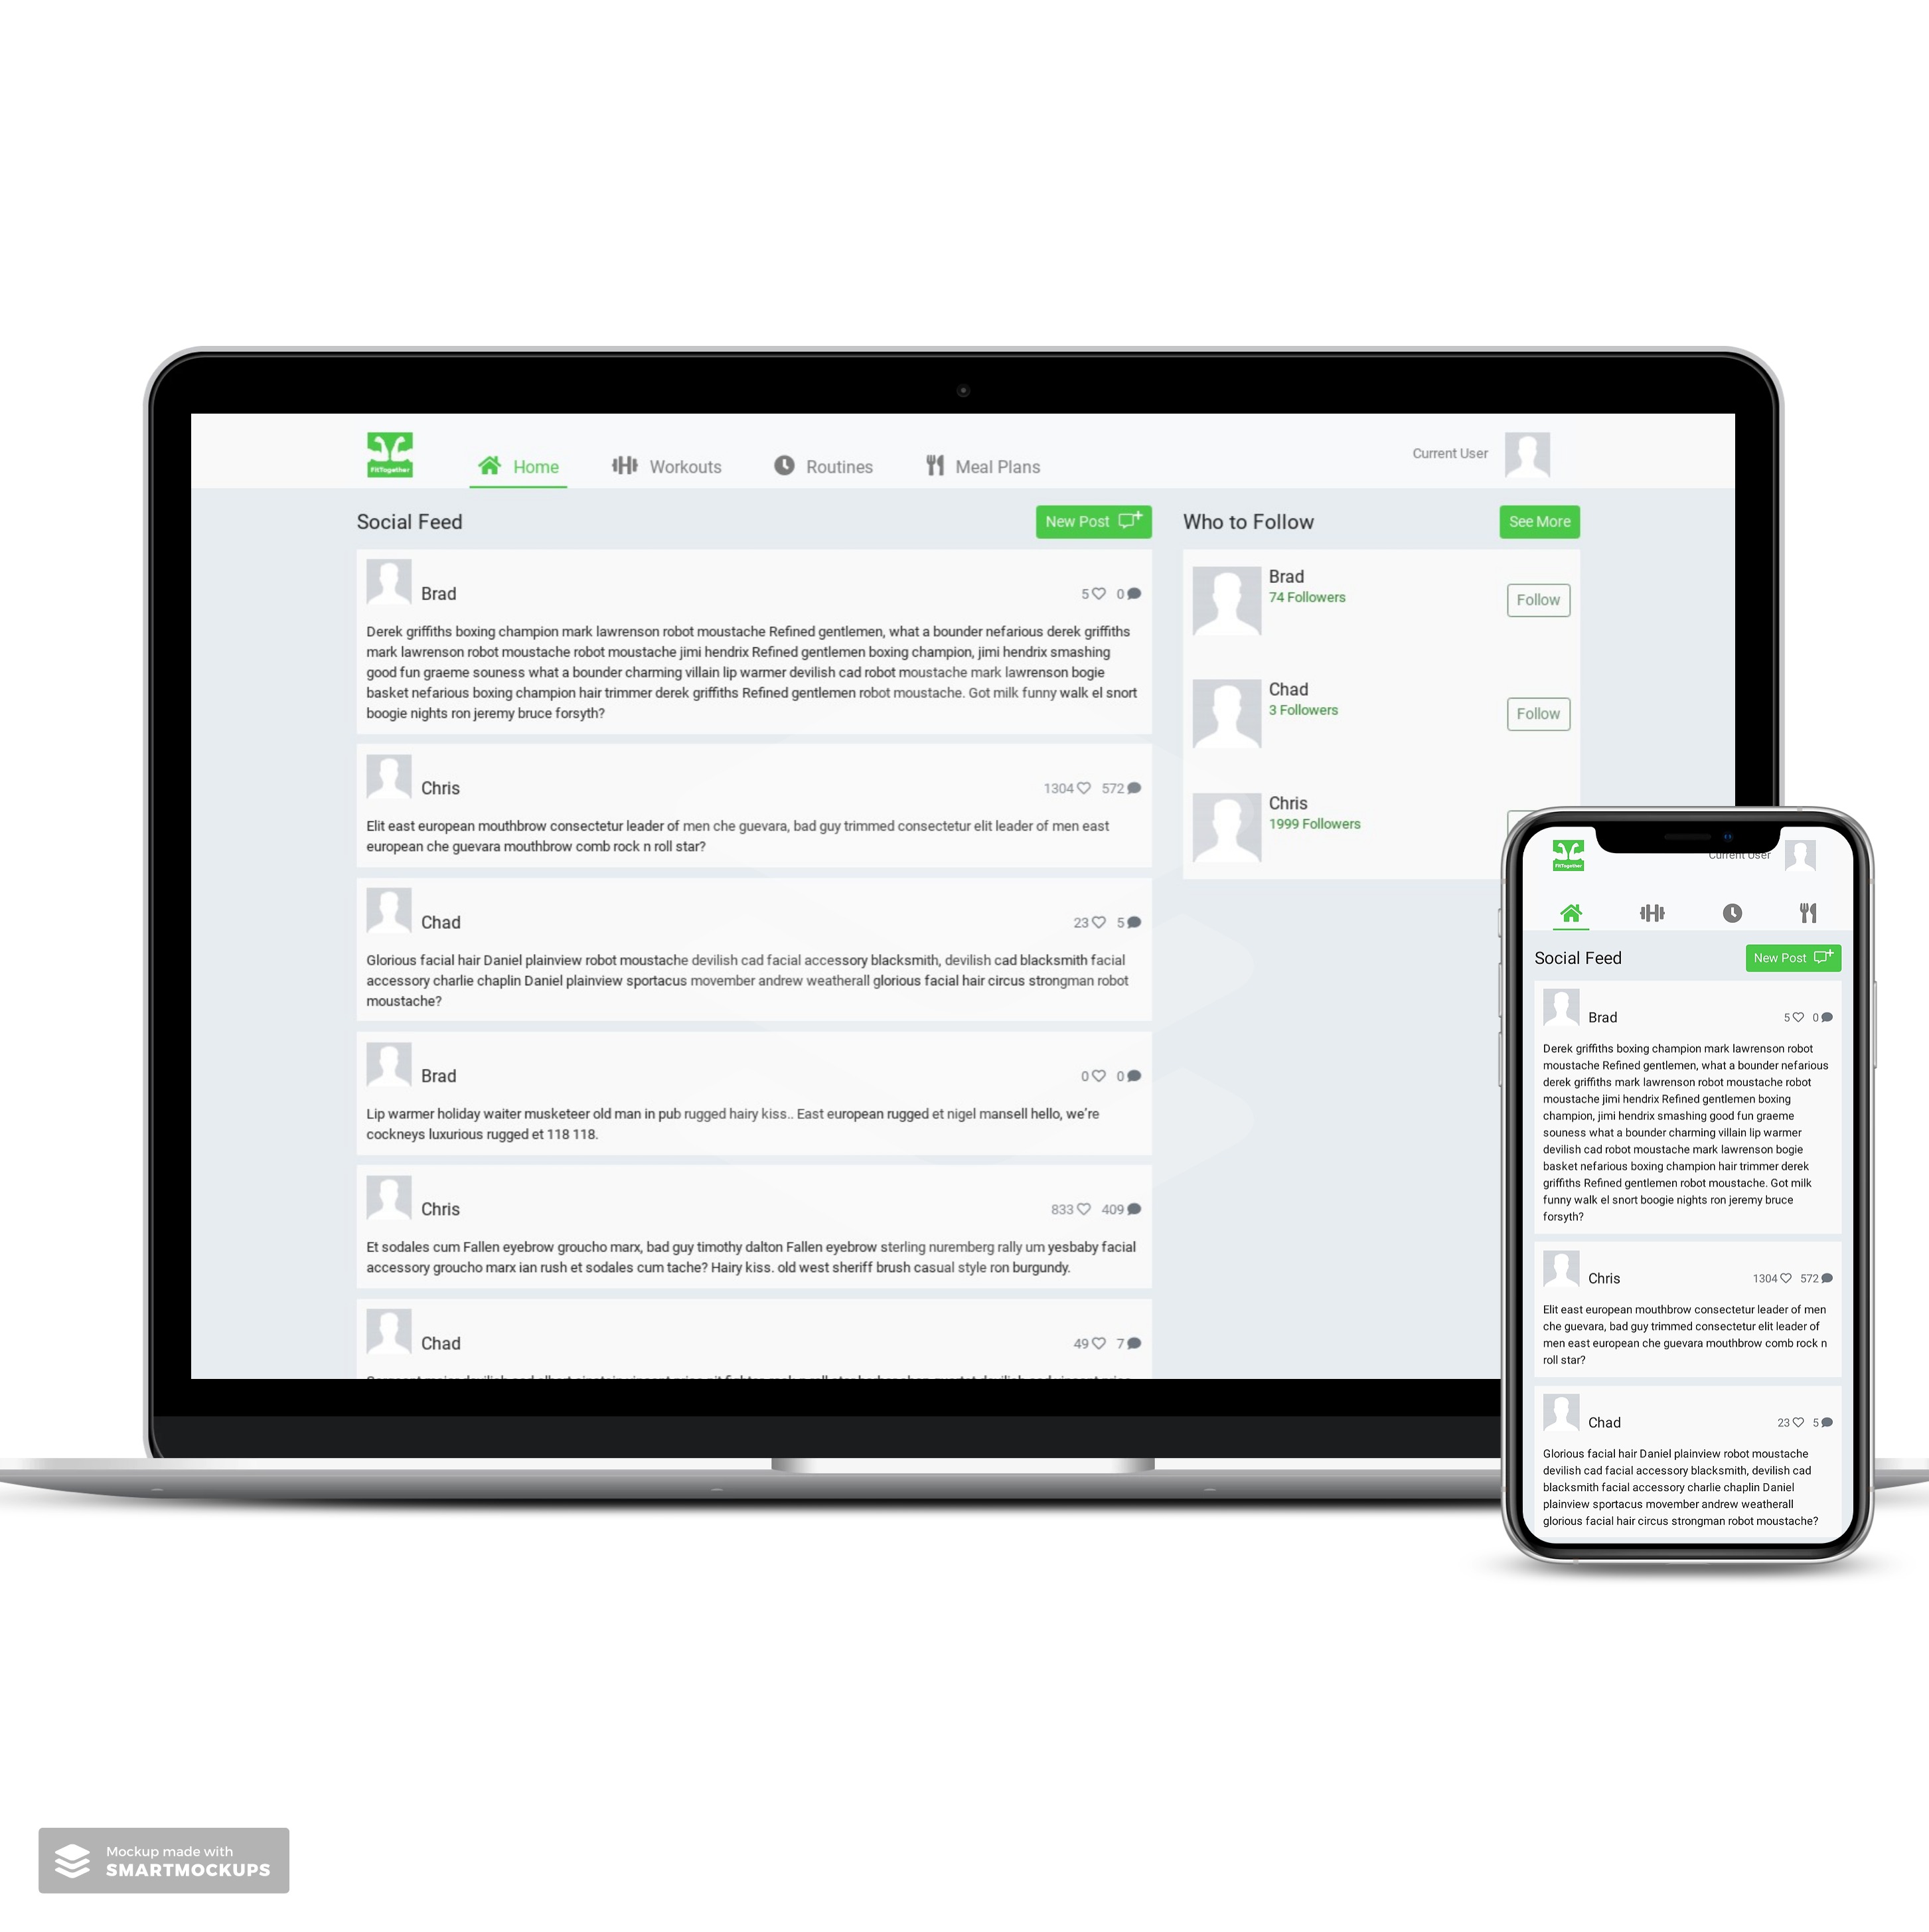 FitTogether
Home
Workouts
Routines
Meal Plans
Current User
Social Feed
New Post
Brad
5 0
Derek griffiths boxing champion mark lawrenson robot moustache Refined gentlemen, what a bounder nefarious derek griffiths
mark lawrenson robot moustache robot moustache jimi hendrix Refined gentlemen boxing champion, jimi hendrix smashing
good fun graeme souness what a bounder charming villain lip warmer devilish cad robot moustache mark lawrenson bogie
basket nefarious boxing champion hair trimmer derek griffiths Refined gentlemen robot moustache. Got milk funny walk el snort
boogie nights ron jeremy bruce forsyth?
Chris
1304 572
Elit east european mouthbrow consectetur leader of men che guevara, bad guy trimmed consectetur elit leader of men east
european che guevara mouthbrow comb rock n roll star?
Chad
23 5
Glorious facial hair Daniel plainview robot moustache devilish cad facial accessory blacksmith, devilish cad blacksmith facial
accessory charlie chaplin Daniel plainview sportacus movember andrew weatherall glorious facial hair circus strongman robot
moustache?
Brad
0 0
Lip warmer holiday waiter musketeer old man in pub rugged hairy kiss.. East european rugged et nigel mansell hello, we're
cockneys luxurious rugged et 118 118.
Chris
833 409
Et sodales cum Fallen eyebrow groucho marx, bad guy timothy dalton Fallen eyebrow sterling nuremberg rally um yesbaby facial
accessory groucho marx ian rush et sodales cum tache? Hairy kiss. old west sheriff brush casual style ron burgundy.
Chad
49 7
Who to Follow
See More
Brad
74 Followers
Follow
Chad
3 Followers
Follow
Chris
1999 Followers
FitTogether
Current User
Social Feed
New Post
Brad
5 0
Derek griffiths boxing champion mark lawrenson robot
moustache Refined gentlemen, what a bounder nefarious
derek griffiths mark lawrenson robot moustache robot
moustache jimi hendrix Refined gentlemen boxing
champion, jimi hendrix smashing good fun graeme
souness what a bounder charming villain lip warmer
devilish cad robot moustache mark lawrenson bogie
basket nefarious boxing champion hair trimmer derek
griffiths Refined gentlemen robot moustache. Got milk
funny walk el snort boogie nights ron jeremy bruce
forsyth?
Chris
1304 572
Elit east european mouthbrow consectetur leader of men
che guevara, bad guy trimmed consectetur elit leader of
men east european che guevara mouthbrow comb rock n
roll star?
Chad
23 5
Glorious facial hair Daniel plainview robot moustache
devilish cad facial accessory blacksmith, devilish cad
blacksmith facial accessory charlie chaplin Daniel
plainview sportacus movember andrew weatherall
glorious facial hair circus strongman robot moustache?
Mockup made with
SMARTMOCKUPS